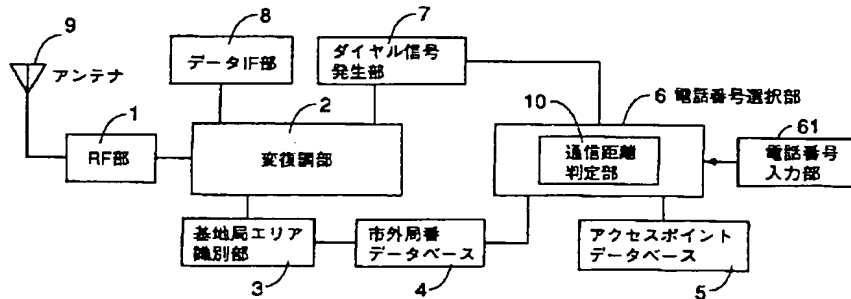 9
アンテナ
8
データIF部
7
ダイヤル信号
発生部
1
RF部
2
変復調部
6 電話番号選択部
10
通信距離
判定部
61
電話番号
入力部
基地局エリア
識別部
3
市外局番
データベース
4
アクセスポイント
データベース
5